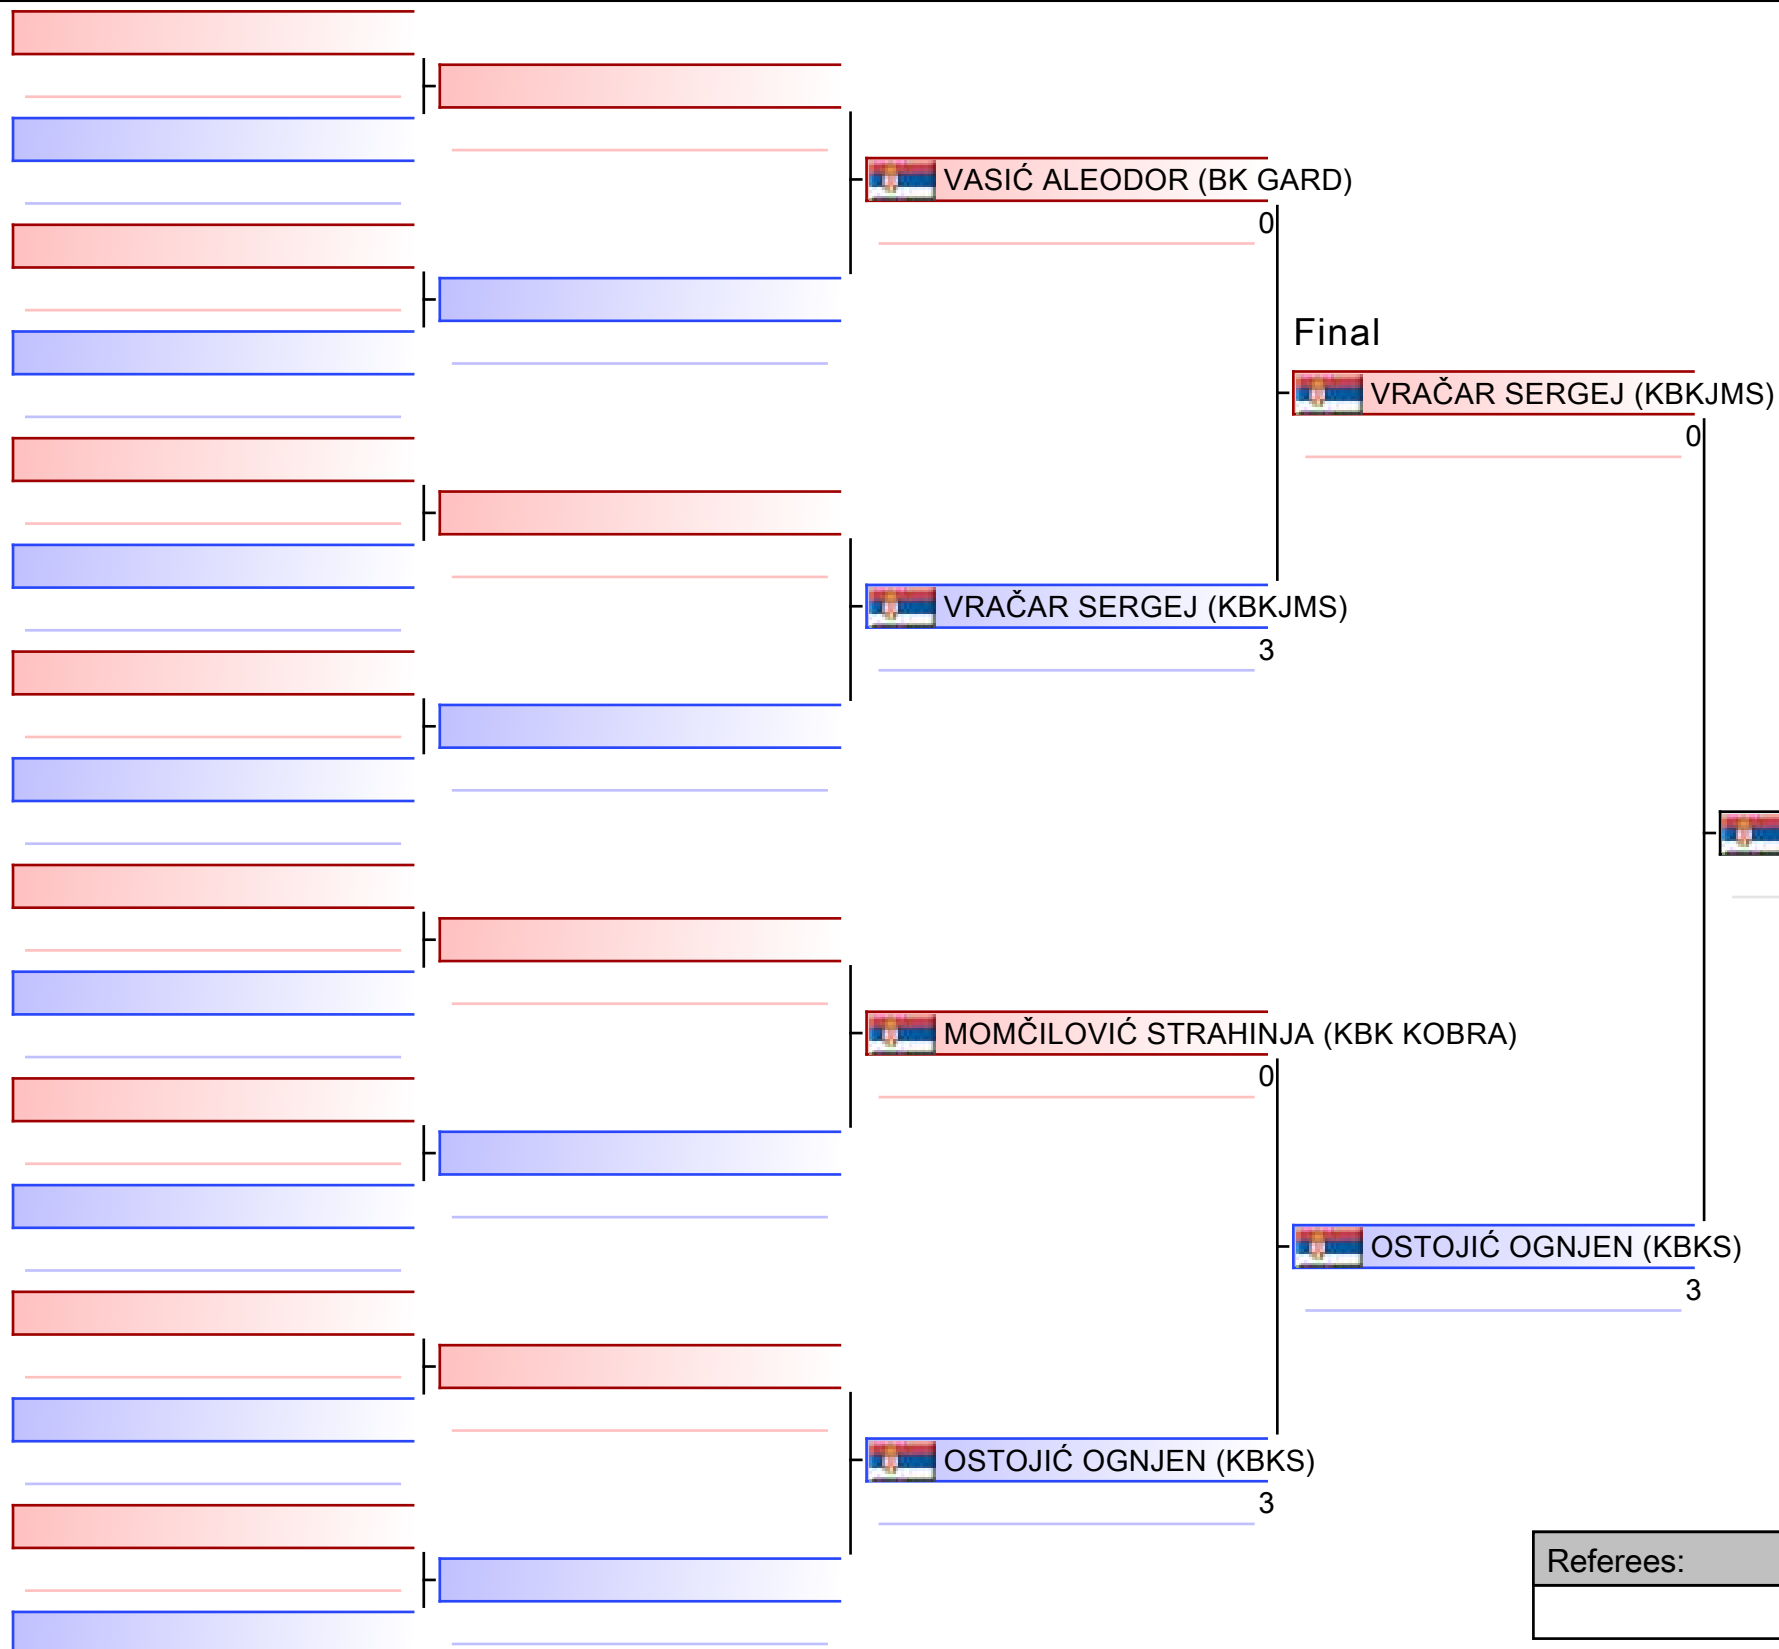 VASIĆ ALEODOR (BK GARD)
0
Final
VRAČAR SERGEJ (KBKJMS)
0
VRAČAR SERGEJ (KBKJMS)
3
MOMČILOVIĆ STRAHINJA (KBK KOBRA)
0
OSTOJIĆ OGNJEN (KBKS)
3
OSTOJIĆ OGNJEN (KBKS)
3
Referees: